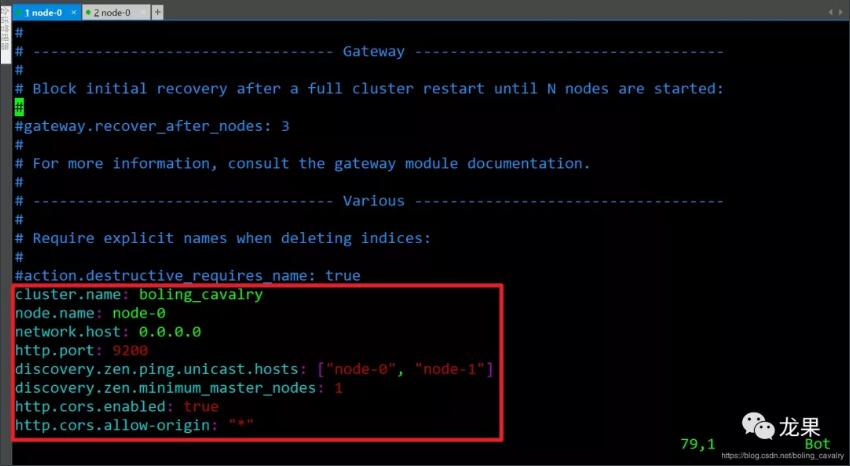 1 node-0 × 2 node-0 × +
#
# ---------------------------------- Gateway -----------------------------------
#
# Block initial recovery after a full cluster restart until N nodes are started:
#
#gateway.recover_after_nodes: 3
#
# For more information, consult the gateway module documentation.
#
# ---------------------------------- Various -----------------------------------
#
# Require explicit names when deleting indices:
#
#action.destructive_requires_name: true
cluster.name: boling_cavalry
node.name: node-0
network.host: 0.0.0.0
http.port: 9200
discovery.zen.ping.unicast.hosts: ["node-0", "node-1"]
discovery.zen.minimum_master_nodes: 1
http.cors.enabled: true
http.cors.allow-origin: "*"
龙果
79,1 Bot
https://blog.csdn.net/boling_cavalry